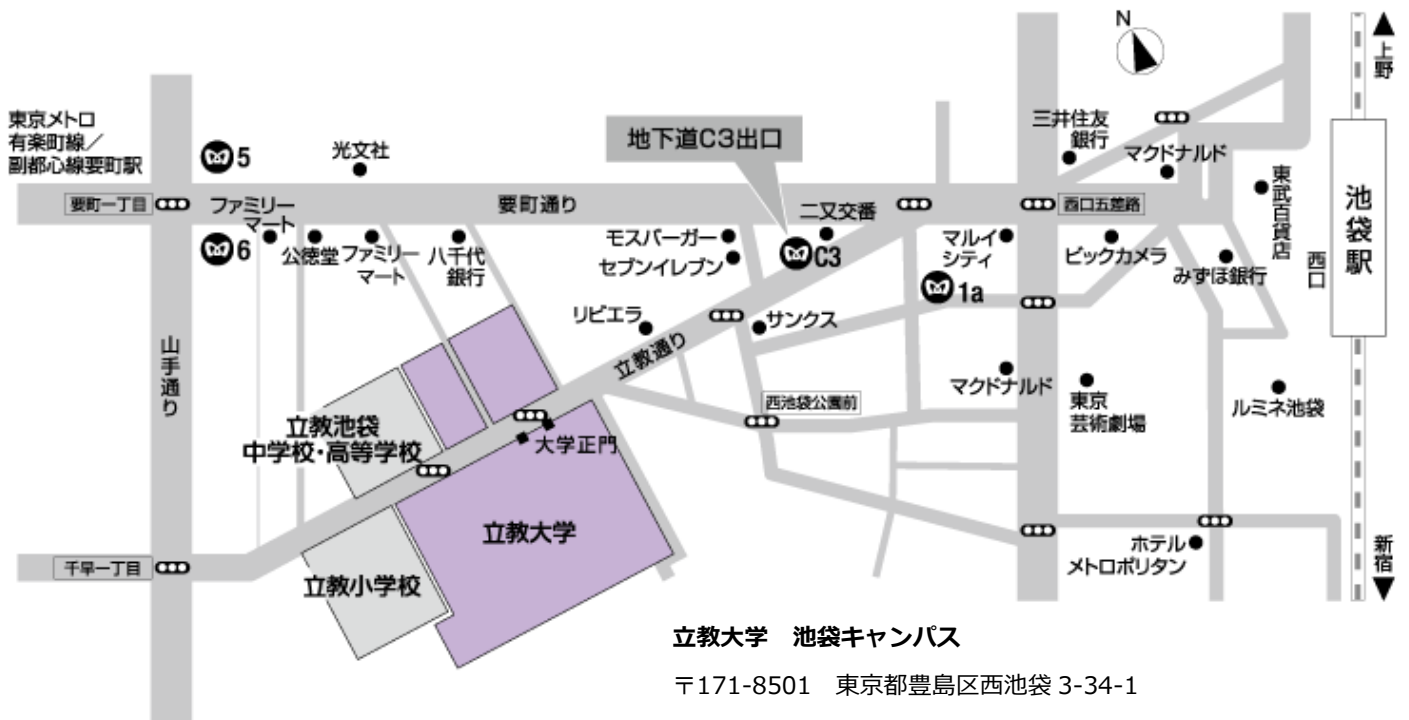 N
上野
東京メトロ
有楽町線／
副都心線要町駅
5
光文社
地下道C3出口
三井住友
銀行
マクドナルド
要町一丁目
ファミリー
マート
要町通り
二又交番
西口五差路
東武百貨店
池袋駅
西口
6
公徳堂
ファミリー
マート
八千代
銀行
モスバーガー
セブンイレブン
C3
マルイ
シティ
1a
ビックカメラ
みずほ銀行
リビエラ
サンクス
山手通り
立教通り
マクドナルド
東京
芸術劇場
ルミネ池袋
西池袋公園前
立教池袋
中学校・高等学校
大学正門
立教大学
千早一丁目
立教小学校
ホテル
メトロポリタン
新宿
立教大学　池袋キャンパス
〒171-8501　東京都豊島区西池袋 3-34-1